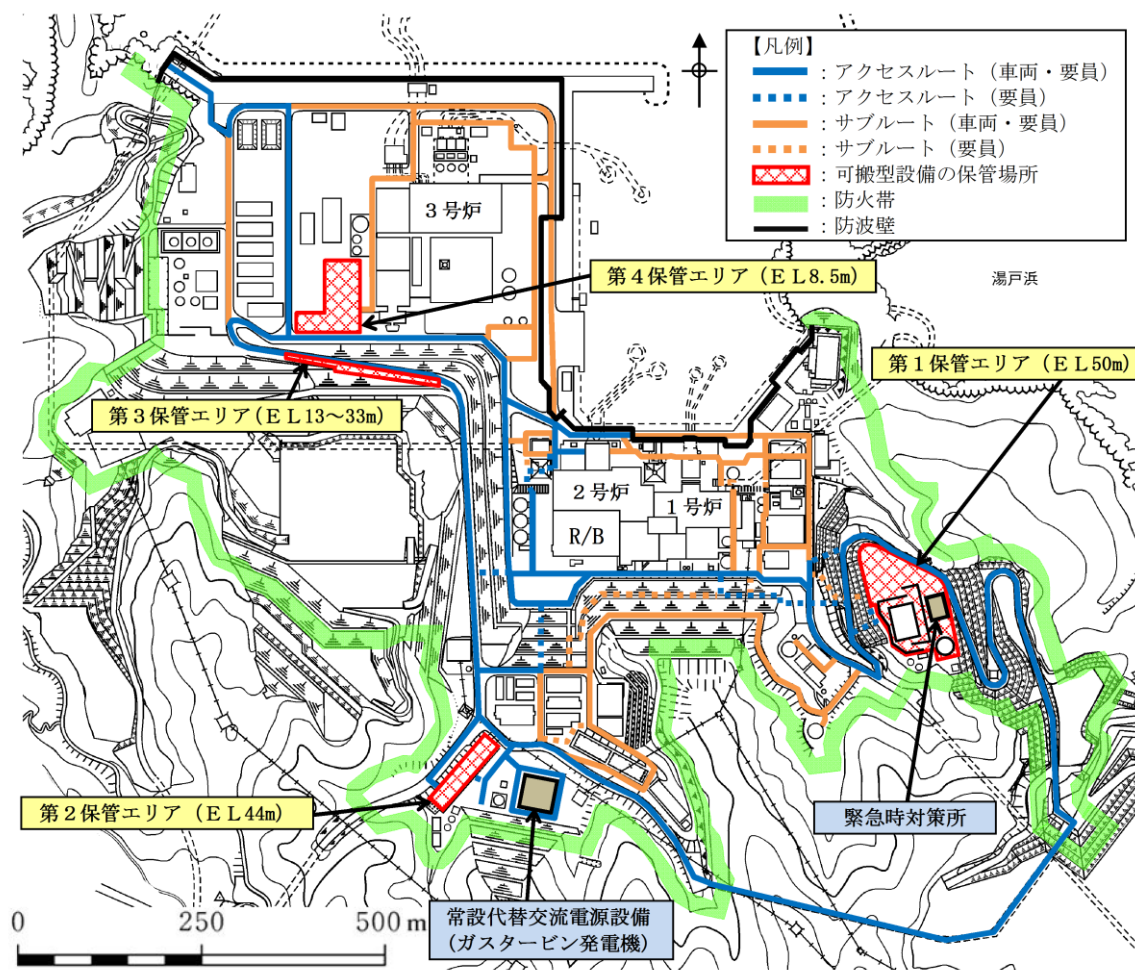 【凡例】
：アクセスルート（車両・要員）
：アクセスルート（要員）
：サブルート（車両・要員）
：サブルート（要員）
：可搬型設備の保管場所
：防火帯
：防波壁
３号炉
第４保管エリア（ＥＬ8.5m）
湯戸浜
第１保管エリア（ＥＬ50m）
第３保管エリア（ＥＬ13～33m）
２号炉
１号炉
R/B
第２保管エリア（ＥＬ44m）
緊急時対策所
常設代替交流電源設備
（ガスタービン発電機）
0 250 500 m